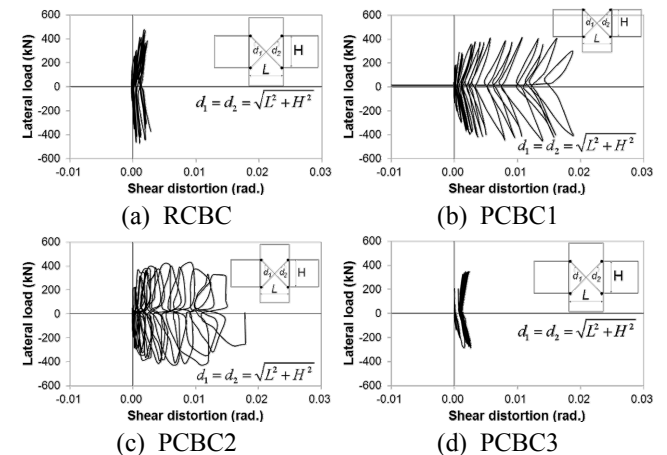 Lateral load (kN)
600
400
200
0
-200
-400
-600
-0.01 0.00 0.01 0.02 0.03
Shear distortion (rad.)
d₁ d₂ H
L
d₁ = d₂ = √L² + H²
(a) RCBC
Lateral load (kN)
600
400
200
0
-200
-400
-600
-0.01 0.00 0.01 0.02 0.03
Shear distortion (rad.)
d₁ d₂ H
L
d₁ = d₂ = √L² + H²
(b) PCBC1
Lateral load (kN)
600
400
200
0
-200
-400
-600
-0.01 0.00 0.01 0.02 0.03
Shear distortion (rad.)
d₁ d₂ H
L
d₁ = d₂ = √L² + H²
(c) PCBC2
Lateral load (kN)
600
400
200
0
-200
-400
-600
-0.01 0.00 0.01 0.02 0.03
Shear distortion (rad.)
d₁ d₂ H
L
d₁ = d₂ = √L² + H²
(d) PCBC3